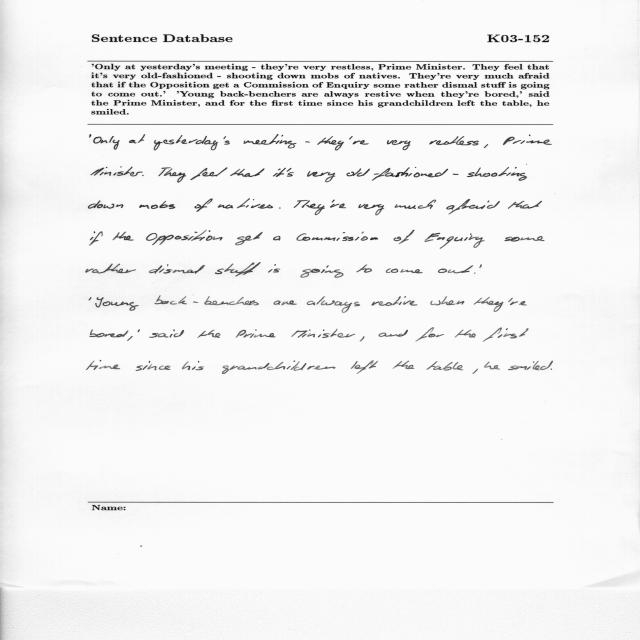 Sentence Database K03-152
'Only at yesterday's meeting - they're very restless, Prime Minister. They feel that
it's very old-fashioned - shooting down mobs of natives. They're very much afraid
that if the Opposition get a Commission of Enquiry some rather dismal stuff is going
to come out.' 'Young back-benchers are always restive when they're bored,' said
the Prime Minister, and for the first time since his grandchildren left the table, he
smiled.
'Only at yesterday's meeting - they're very restless, Prime
Minister. They feel that it's very old-fashioned - shooting
down mobs of natives. They're very much afraid that
if the Opposition get a Commission of Enquiry some
rather dismal stuff is going to come out.'
'Young back-benchers are always restive when they're
bored,' said the Prime Minister, and for the first
time since his grandchildren left the table, he smiled.
Name: